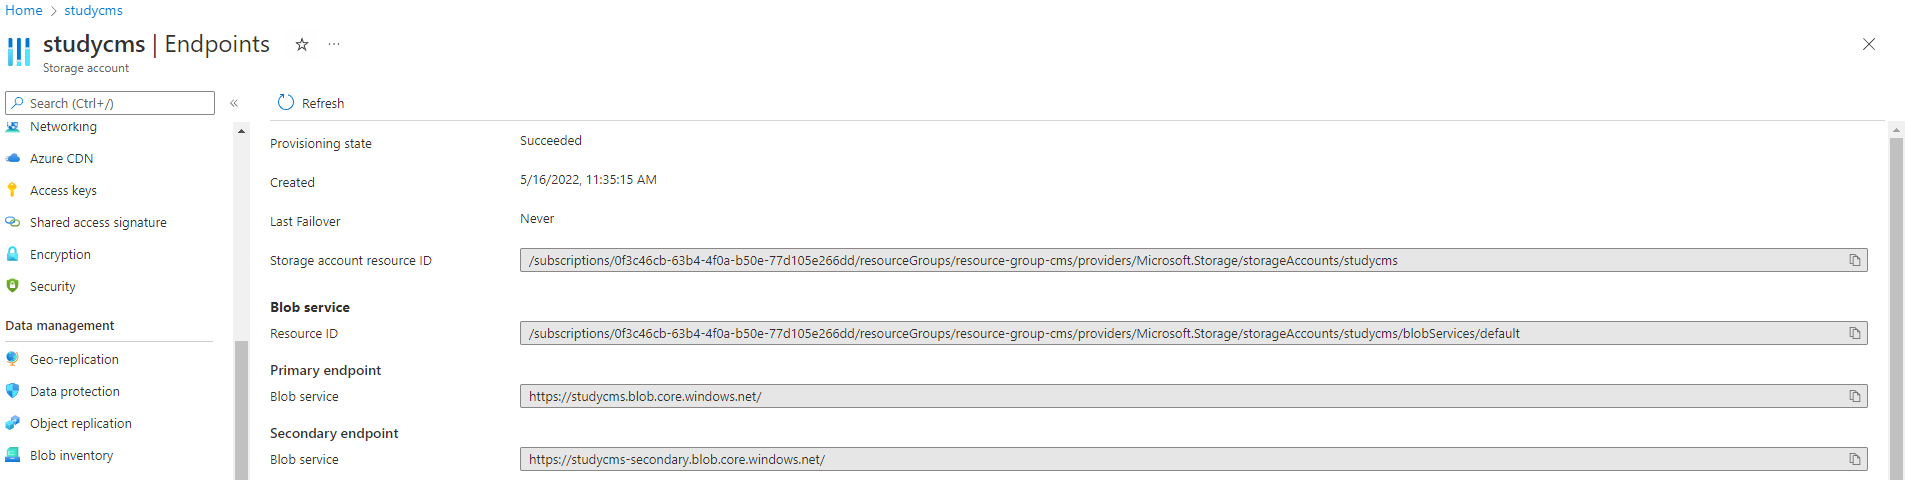 Home > studycms
studycms | Endpoints
Storage account
Search (Ctrl+/)
«
Networking
Azure CDN
Access keys
Shared access signature
Encryption
Security
Data management
Geo-replication
Data protection
Object replication
Blob inventory
Refresh
Provisioning state Succeeded
Created 5/16/2022, 11:35:15 AM
Last Failover Never
Storage account resource ID /subscriptions/0f3c46cb-63b4-4f0a-b50e-77d105e266dd/resourceGroups/resource-group-cms/providers/Microsoft.Storage/storageAccounts/studycms
Blob service
Resource ID /subscriptions/0f3c46cb-63b4-4f0a-b50e-77d105e266dd/resourceGroups/resource-group-cms/providers/Microsoft.Storage/storageAccounts/studycms/blobServices/default
Primary endpoint
Blob service https://studycms.blob.core.windows.net/
Secondary endpoint
Blob service https://studycms-secondary.blob.core.windows.net/